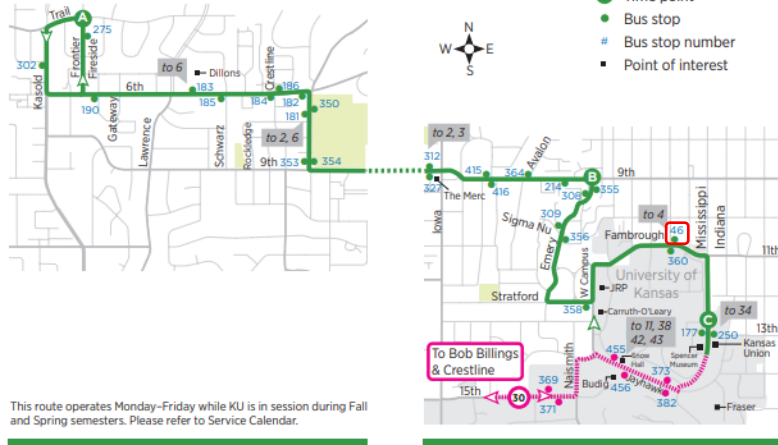 Time point
Bus stop
# Bus stop number
Point of interest
N
W E
S
Trail
A
275
Frontier
Fireside
302
Kasold
6th
190
Gateway
Lawrence
to 6
Dillons
183
185
Schwarz
Rockledge
Crestline
186
184
182
181
350
to 2, 6
9th 353 354
to 2, 3
312
327
The Merc
Iowa
415
416
364
Avalon
214
308
B
355
9th
309
Sigma Nu
356
Emery
Stratford
358
W Campus
to 4
Fambrough
46
360
Mississippi
Indiana
11th
University of
Kansas
JRP
Carruth-O'Leary
C
to 34
to 11, 38
42, 43
177
250
13th
Spencer
Museum
Kansas
Union
455
Snow
Hall
Budig
456
Jayhawk
373
382
Fraser
To Bob Billings
& Crestline
Naismith
15th
30
369
371
This route operates Monday–Friday while KU is in session during Fall
and Spring semesters. Please refer to Service Calendar.